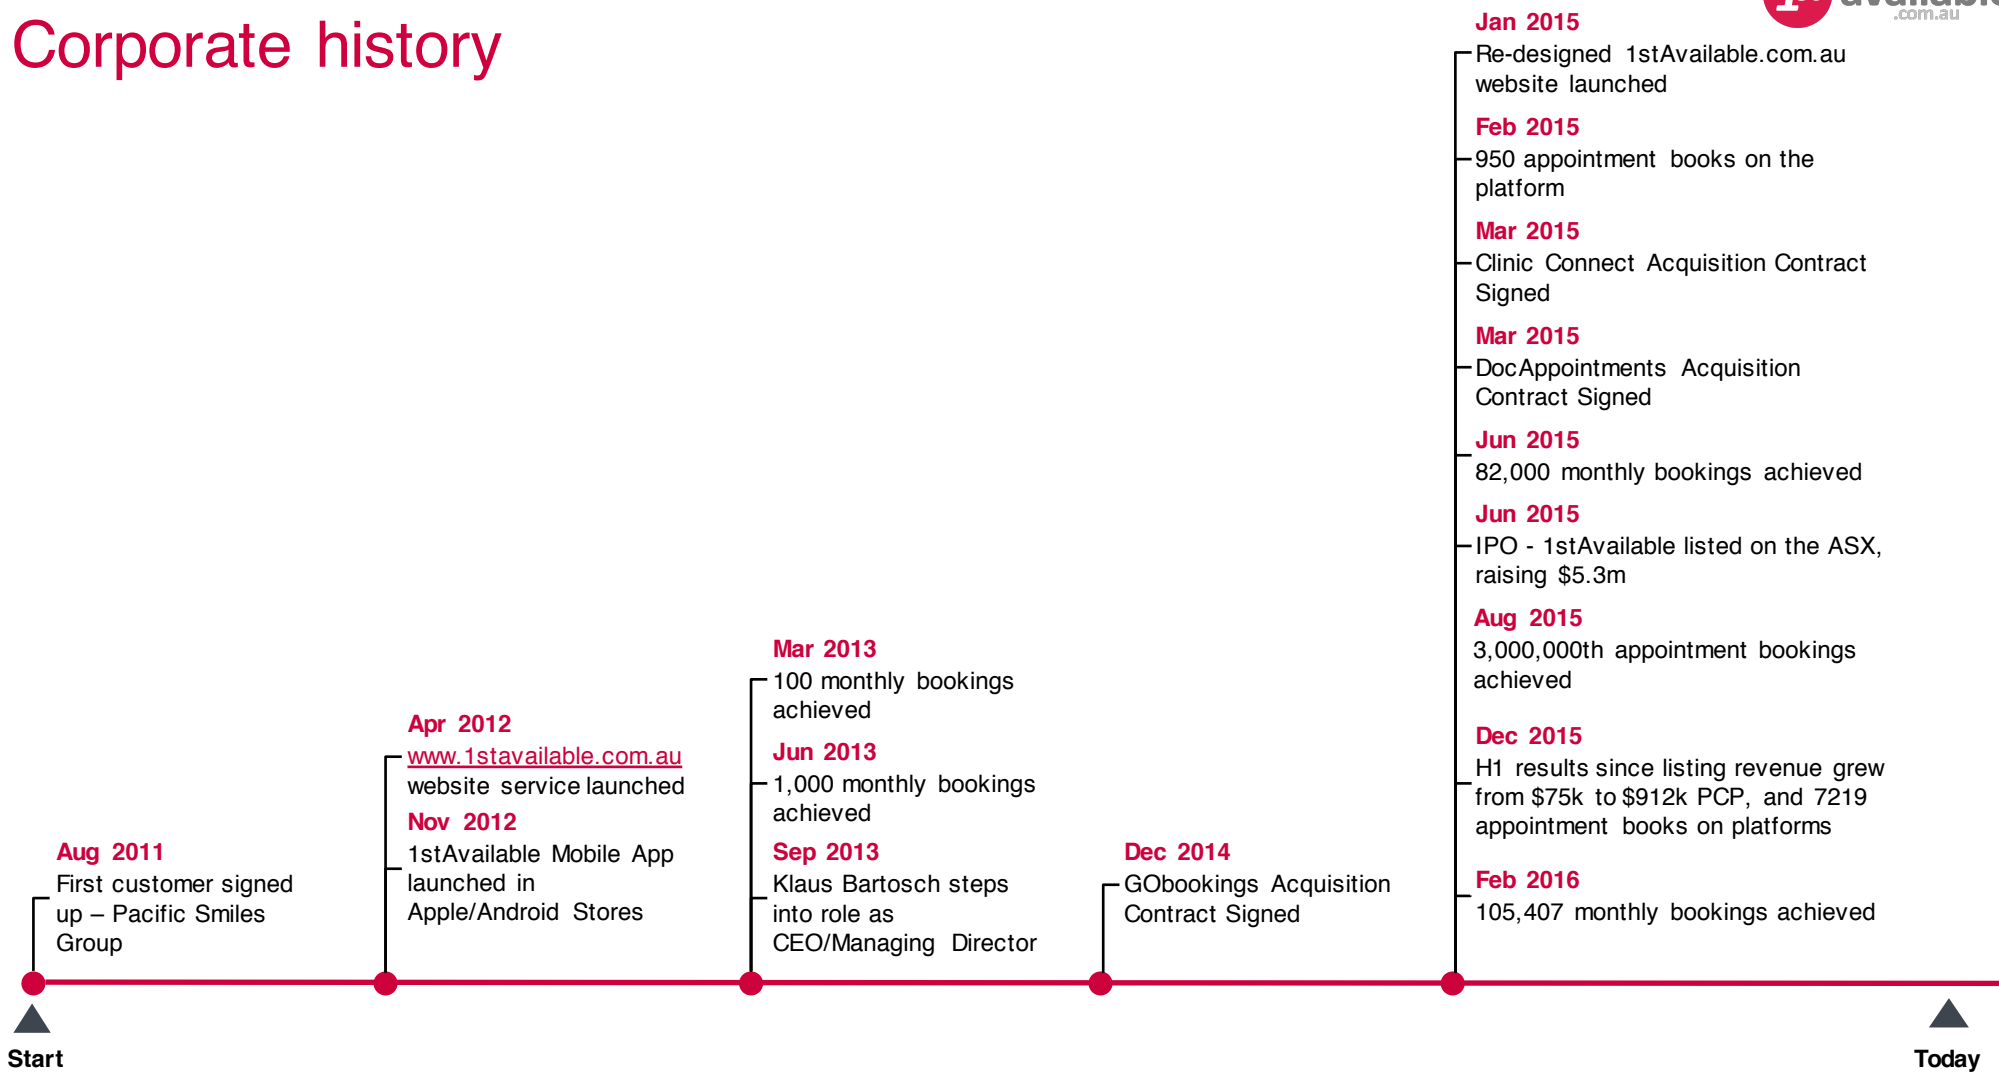 Corporate history
.com.au
Aug 2011
First customer signed
up – Pacific Smiles
Group
Apr 2012
www.1stavailable.com.au
website service launched
Nov 2012
1stAvailable Mobile App
launched in
Apple/Android Stores
Mar 2013
100 monthly bookings
achieved
Jun 2013
1,000 monthly bookings
achieved
Sep 2013
Klaus Bartosch steps
into role as
CEO/Managing Director
Dec 2014
GObookings Acquisition
Contract Signed
Jan 2015
Re-designed 1stAvailable.com.au
website launched
Feb 2015
950 appointment books on the
platform
Mar 2015
Clinic Connect Acquisition Contract
Signed
Mar 2015
DocAppointments Acquisition
Contract Signed
Jun 2015
82,000 monthly bookings achieved
Jun 2015
IPO - 1stAvailable listed on the ASX,
raising $5.3m
Aug 2015
3,000,000th appointment bookings
achieved
Dec 2015
H1 results since listing revenue grew
from $75k to $912k PCP, and 7219
appointment books on platforms
Feb 2016
105,407 monthly bookings achieved
Start
Today